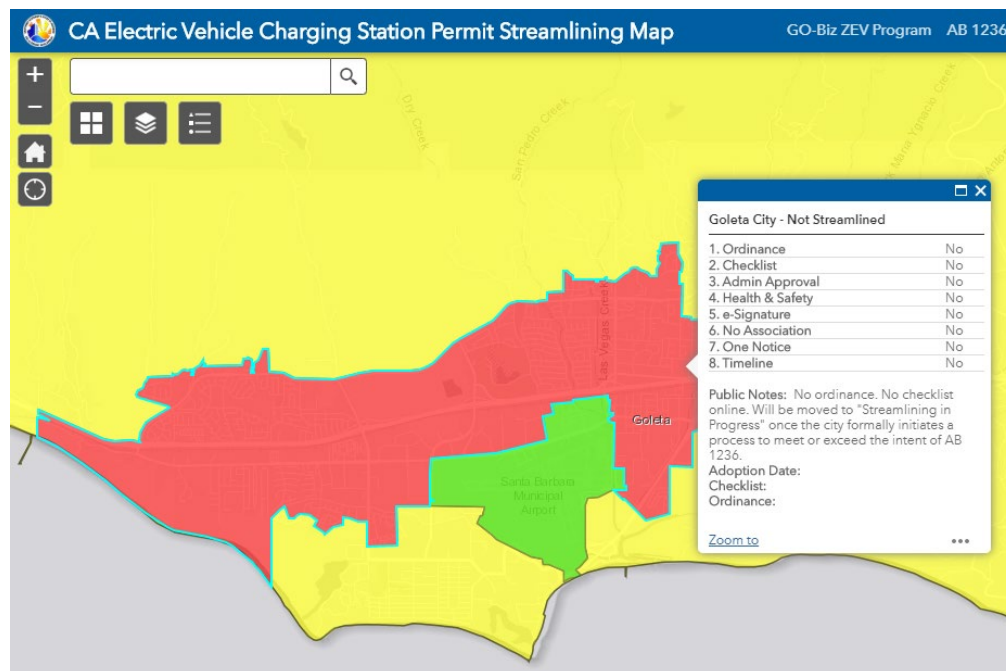 CA Electric Vehicle Charging Station Permit Streamlining Map
GO-Biz ZEV Program AB 1236
Dry Creek
San Pedro Creek
Maria Ygnacio Creek
Las Vegas Creek
Goleta
Santa Barbara
Municipal
Airport
Goleta City - Not Streamlined
1. Ordinance No
2. Checklist No
3. Admin Approval No
4. Health & Safety No
5. e-Signature No
6. No Association No
7. One Notice No
8. Timeline No
Public Notes: No ordinance. No checklist
online. Will be moved to "Streamlining in
Progress" once the city formally initiates a
process to meet or exceed the intent of AB
1236.
Adoption Date:
Checklist:
Ordinance:
Zoom to